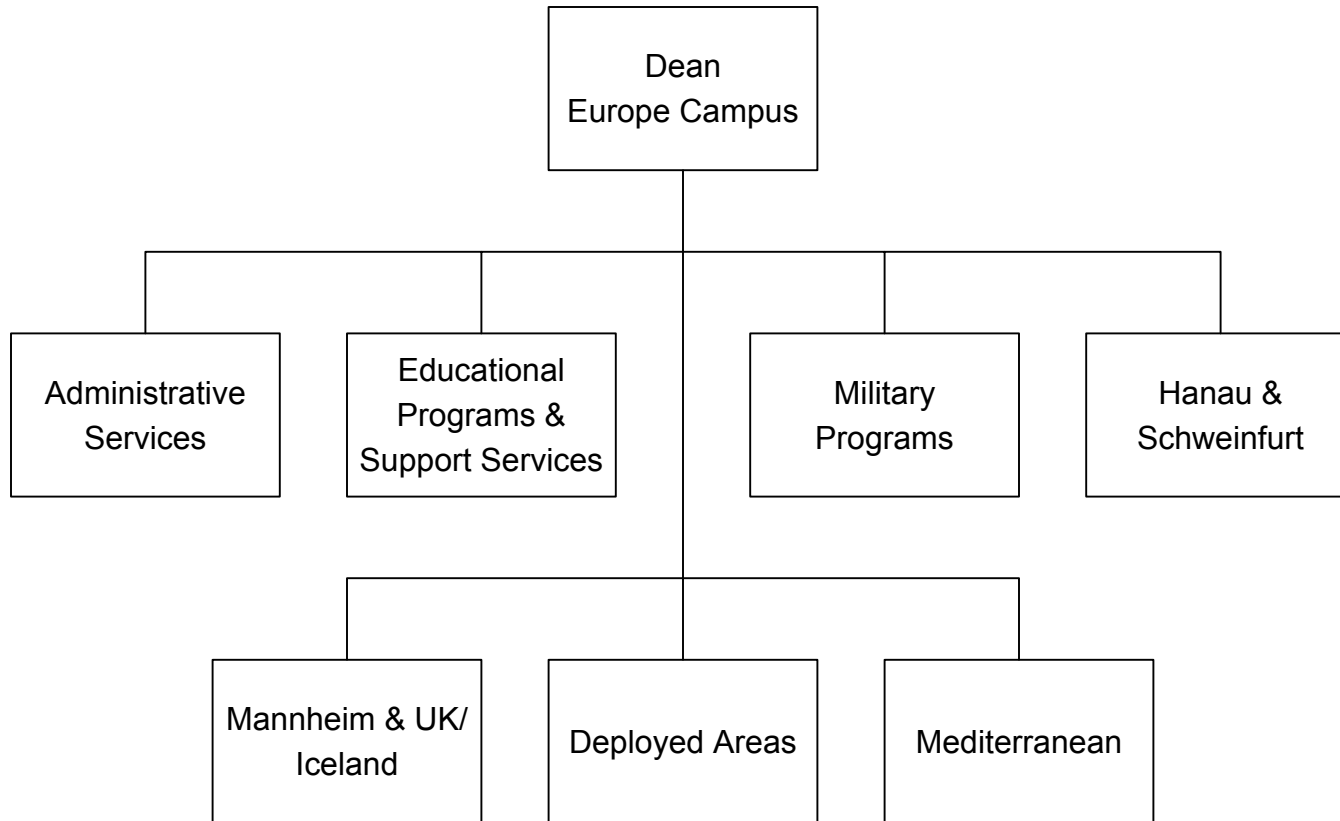 Dean
Europe Campus
Administrative
Services
Educational
Programs &
Support Services
Military
Programs
Hanau &
Schweinfurt
Mannheim & UK/
Iceland
Deployed Areas
Mediterranean